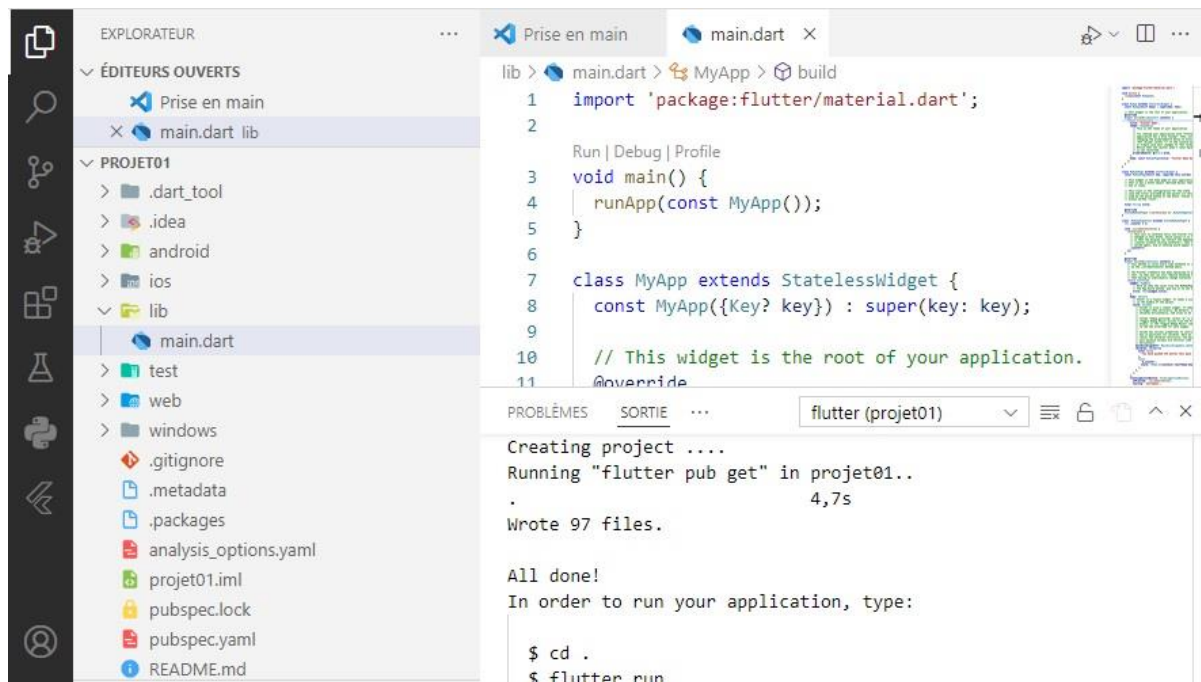 EXPLORATEUR
ÉDITEURS OUVERTS
Prise en main
main.dart lib
PROJET01
.dart_tool
.idea
android
ios
lib
main.dart
test
web
windows
.gitignore
.metadata
.packages
analysis_options.yaml
projet01.iml
pubspec.lock
pubspec.yaml
README.md
Prise en main main.dart
lib > main.dart > MyApp > build
1 import 'package:flutter/material.dart';
2
Run | Debug | Profile
3 void main() {
4 runApp(const MyApp());
5 }
6
7 class MyApp extends StatelessWidget {
8 const MyApp({Key? key}) : super(key: key);
9
10 // This widget is the root of your application.
11 @override
PROBLÈMES SORTIE ... flutter (projet01)
Creating project ....
Running "flutter pub get" in projet01..
. 4,7s
Wrote 97 files.
All done!
In order to run your application, type:
$ cd .
$ flutter run